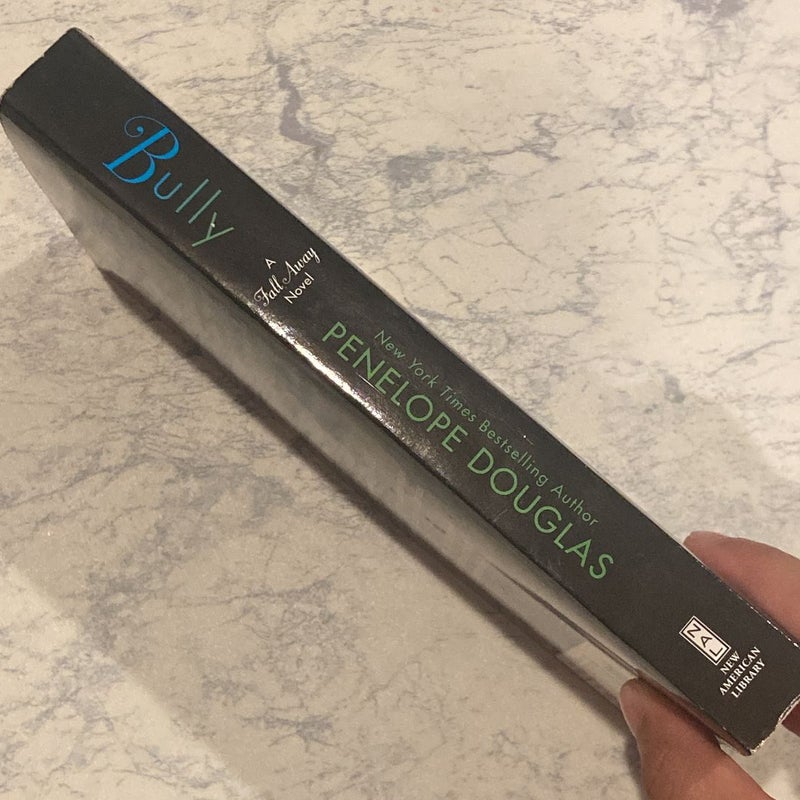 Bully
A
Fall Away
Novel
New York Times Bestselling Author
PENELOPE DOUGLAS
NAL
NEW
AMERICAN
LIBRARY